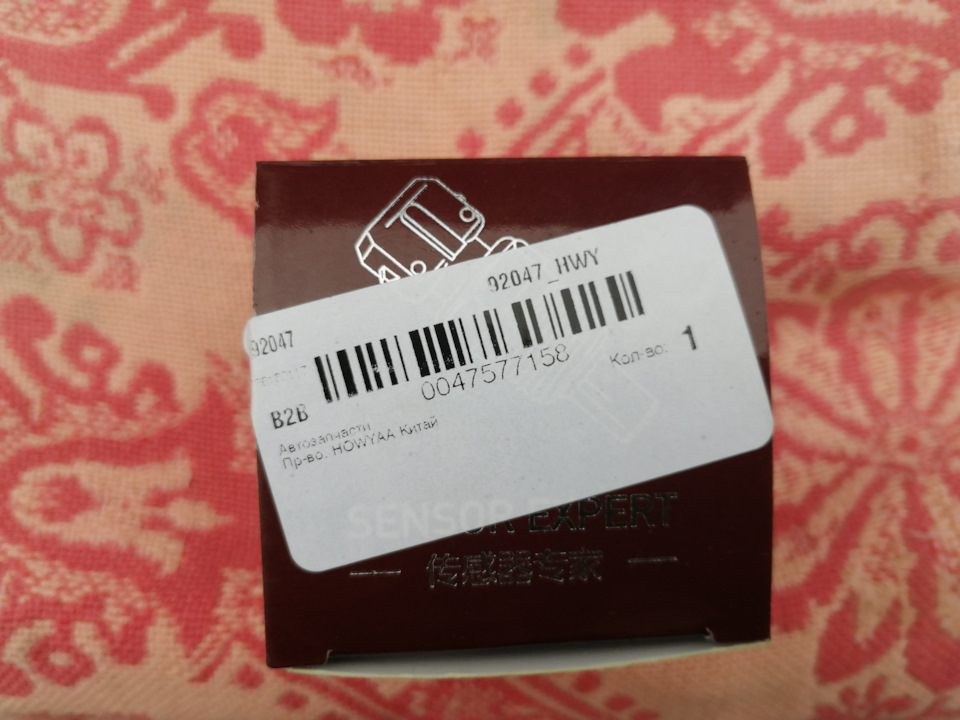 92047_HWY
92047
0047577158
Кол-во: 1
B2B
Автозапчасти
Пр-во: HOWYAA Китай
SENSOR EXPERT
传感器专家